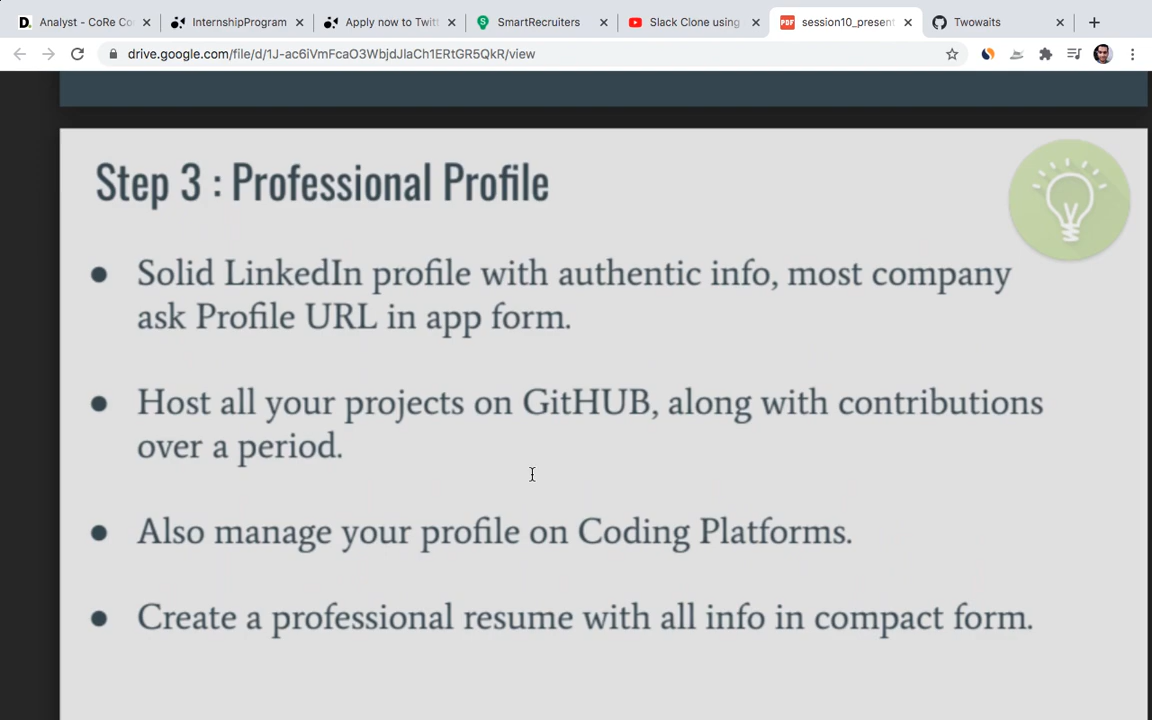 Analyst - CoRe Co
InternshipProgram
Apply now to Twitt
SmartRecruiters
Slack Clone using
session10_present
Twowaits
drive.google.com/file/d/1J-ac6iVmFcaO3WbjdJlaCh1ERtGR5QkR/view
Step 3 : Professional Profile
● Solid LinkedIn profile with authentic info, most company
ask Profile URL in app form.
● Host all your projects on GitHUB, along with contributions
over a period.
● Also manage your profile on Coding Platforms.
● Create a professional resume with all info in compact form.